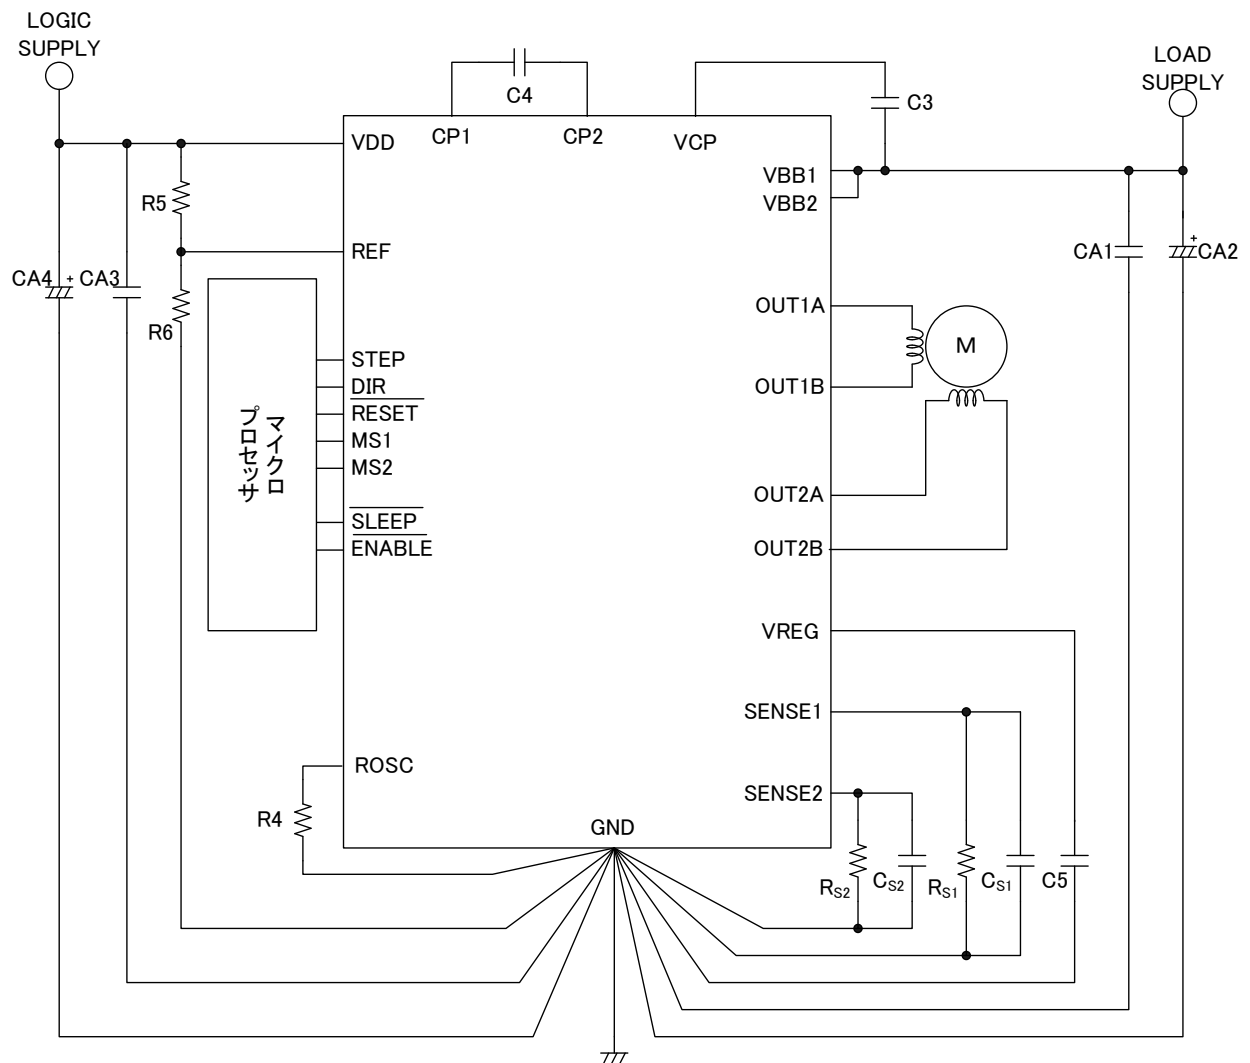 LOGIC
SUPPLY
LOAD
SUPPLY
C4
C3
CP1
CP2
VCP
VDD
VBB1
VBB2
R5
REF
CA4
+
CA3
R6
CA1
+
CA2
OUT1A
M
OUT1B
STEP
DIR
RESET
MS1
MS2
SLEEP
ENABLE
マイクロ
プロセッサ
OUT2A
OUT2B
VREG
SENSE1
ROSC
SENSE2
R4
GND
RS2
CS2
RS1
CS1
C5